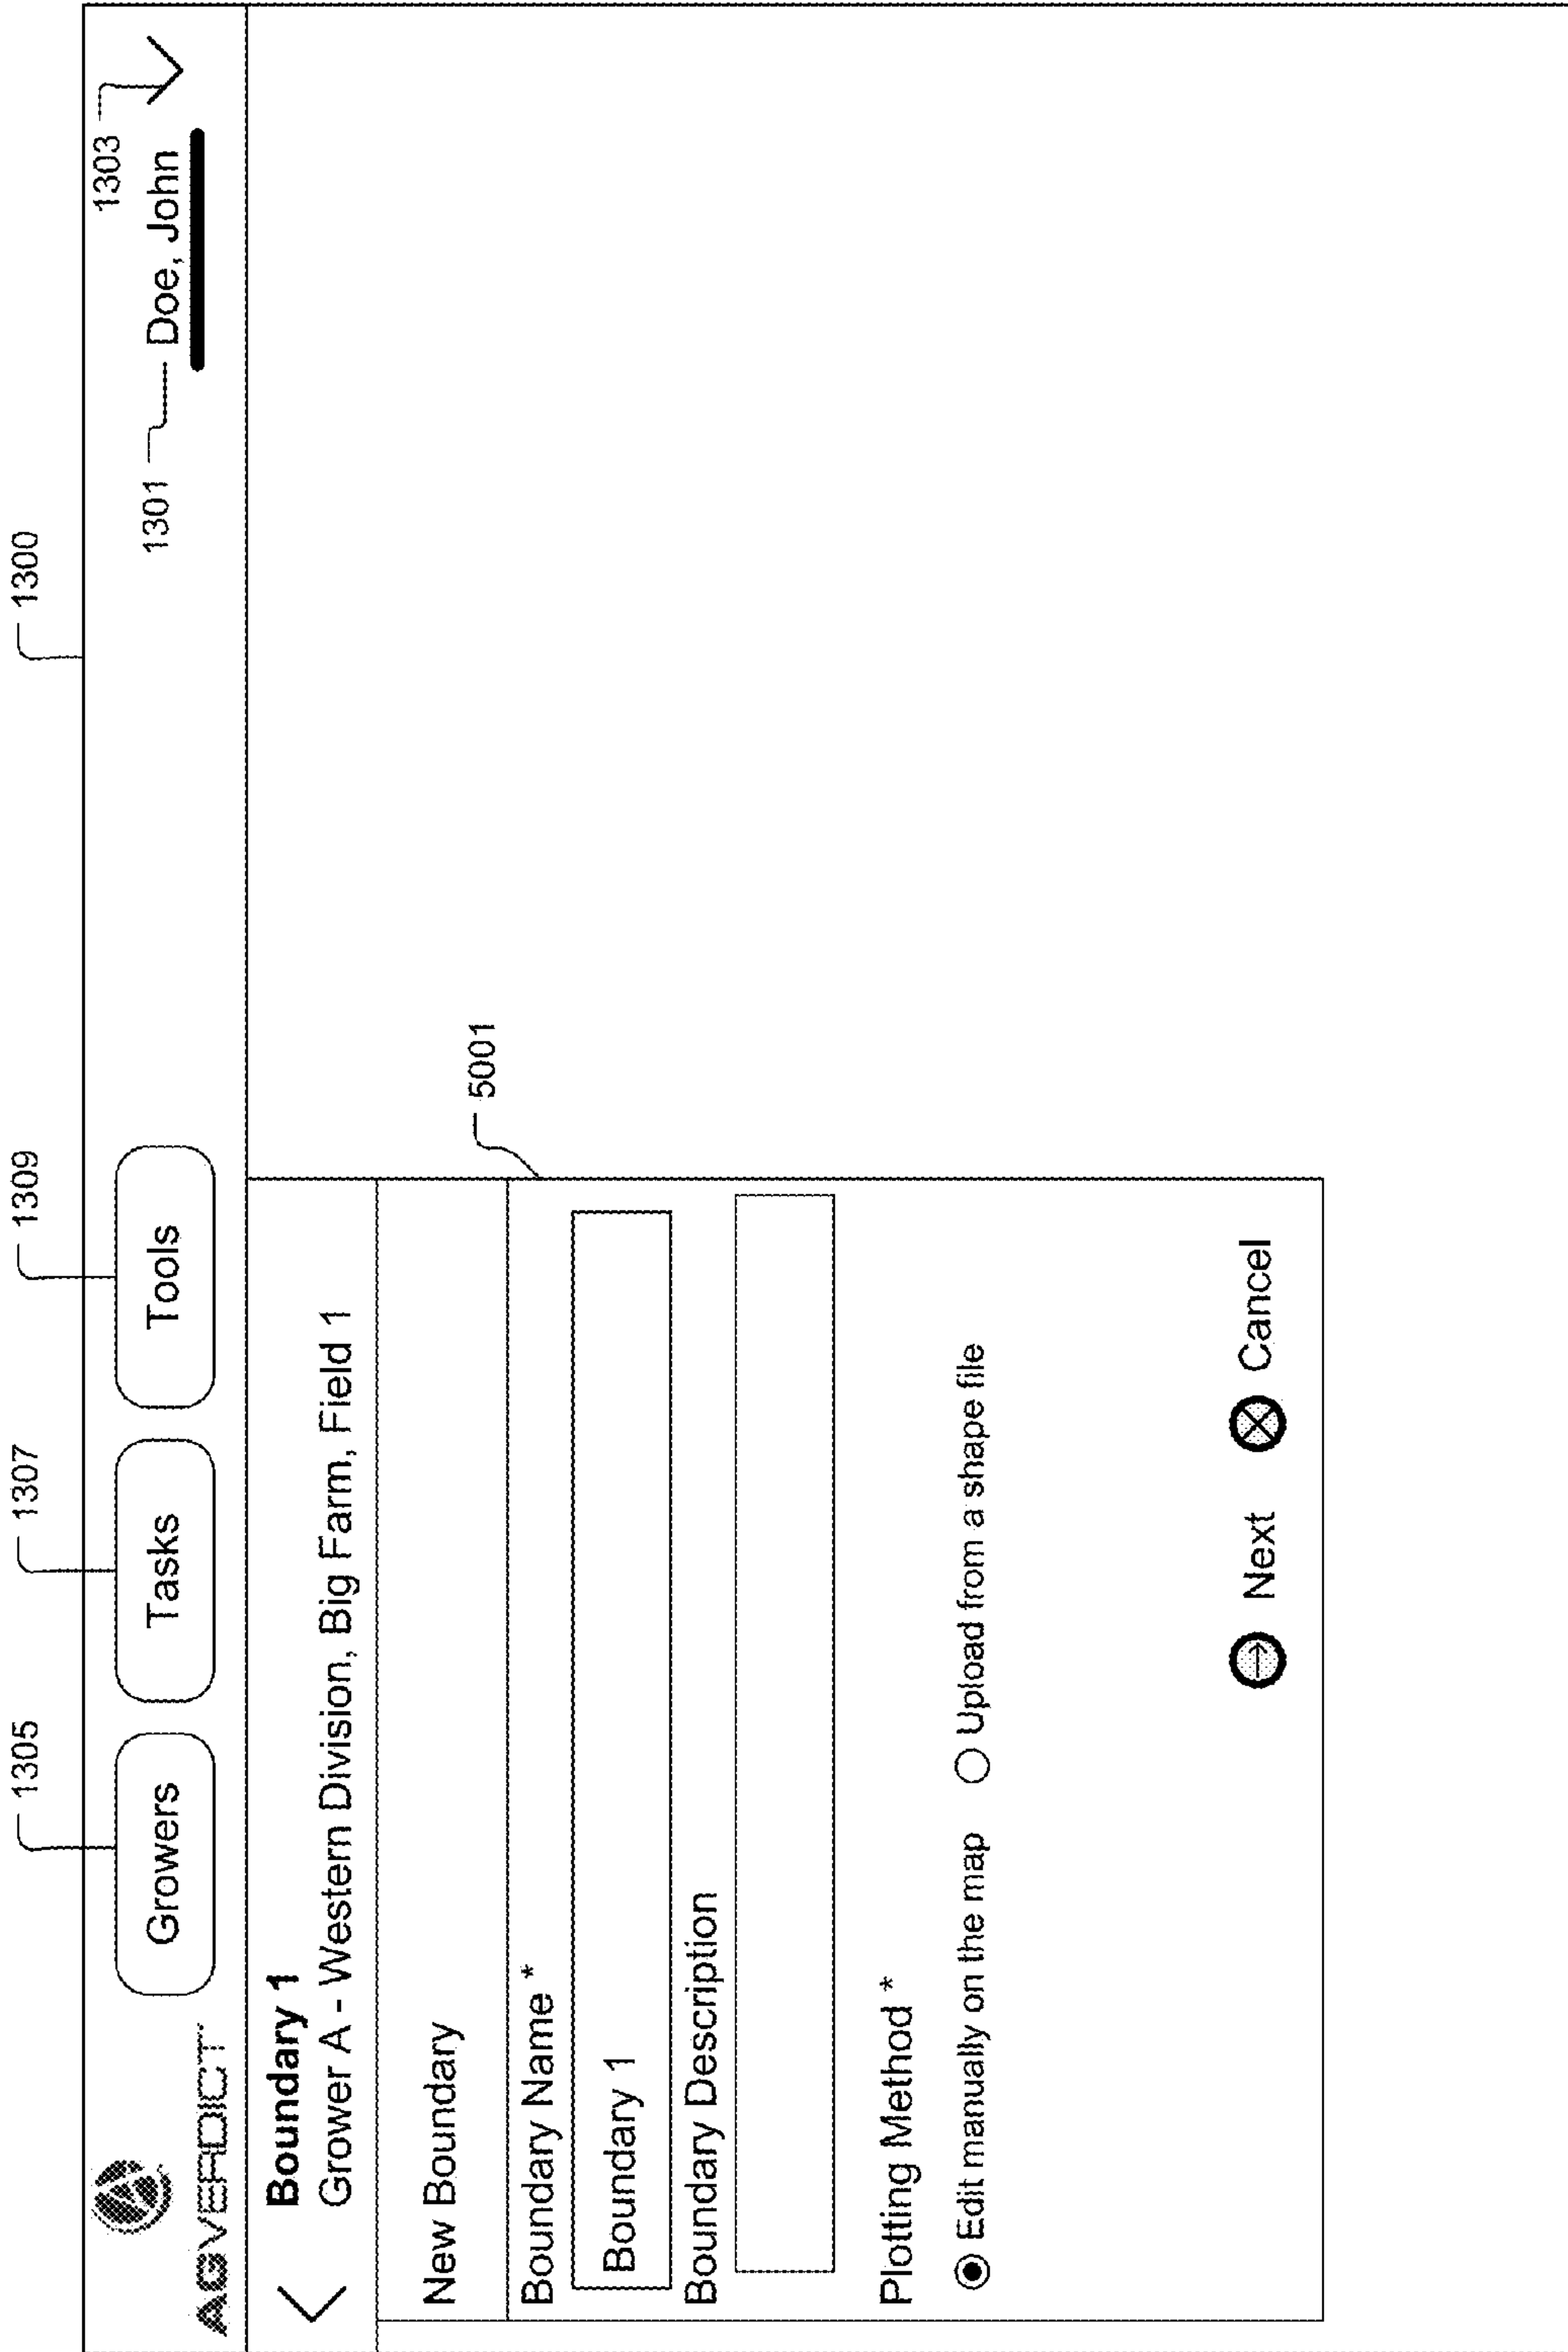 1300
1305
1307
1309
1303
AGVERDICT
Growers
Tasks
Tools
1301
Doe, John
Boundary 1
Grower A - Western Division, Big Farm, Field 1
New Boundary
5001
Boundary Name *
Boundary 1
Boundary Description
Plotting Method *
Edit manually on the map
Upload from a shape file
Next
Cancel